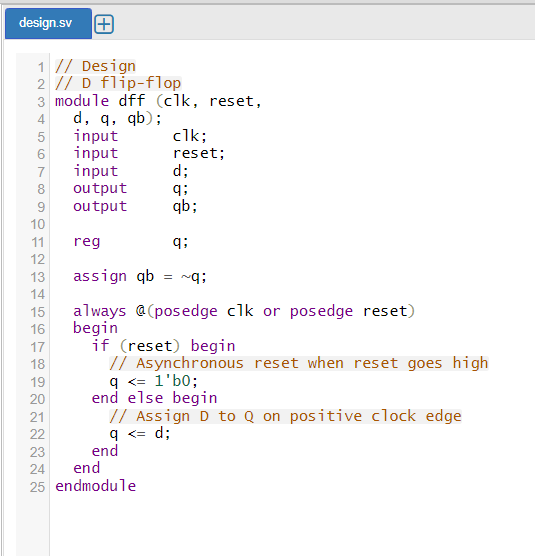 design.sv
1 // Design
2 // D flip-flop
3 module dff (clk, reset,
4   d, q, qb);
5   input      clk;
6   input      reset;
7   input      d;
8   output     q;
9   output     qb;
10
11   reg        q;
12
13   assign qb = ~q;
14
15   always @(posedge clk or posedge reset)
16   begin
17     if (reset) begin
18       // Asynchronous reset when reset goes high
19       q <= 1'b0;
20     end else begin
21       // Assign D to Q on positive clock edge
22       q <= d;
23     end
24   end
25 endmodule